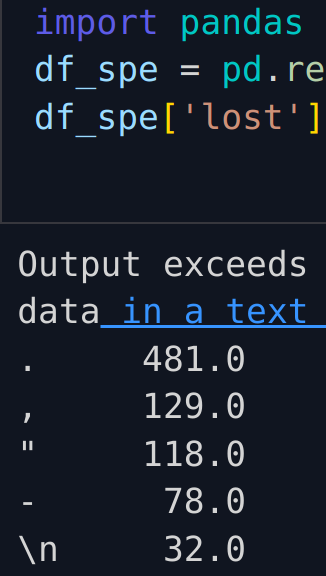 import pandas
df_spe = pd.re
df_spe['lost']
Output exceeds
data in a text
. 481.0
, 129.0
" 118.0
- 78.0
\n 32.0